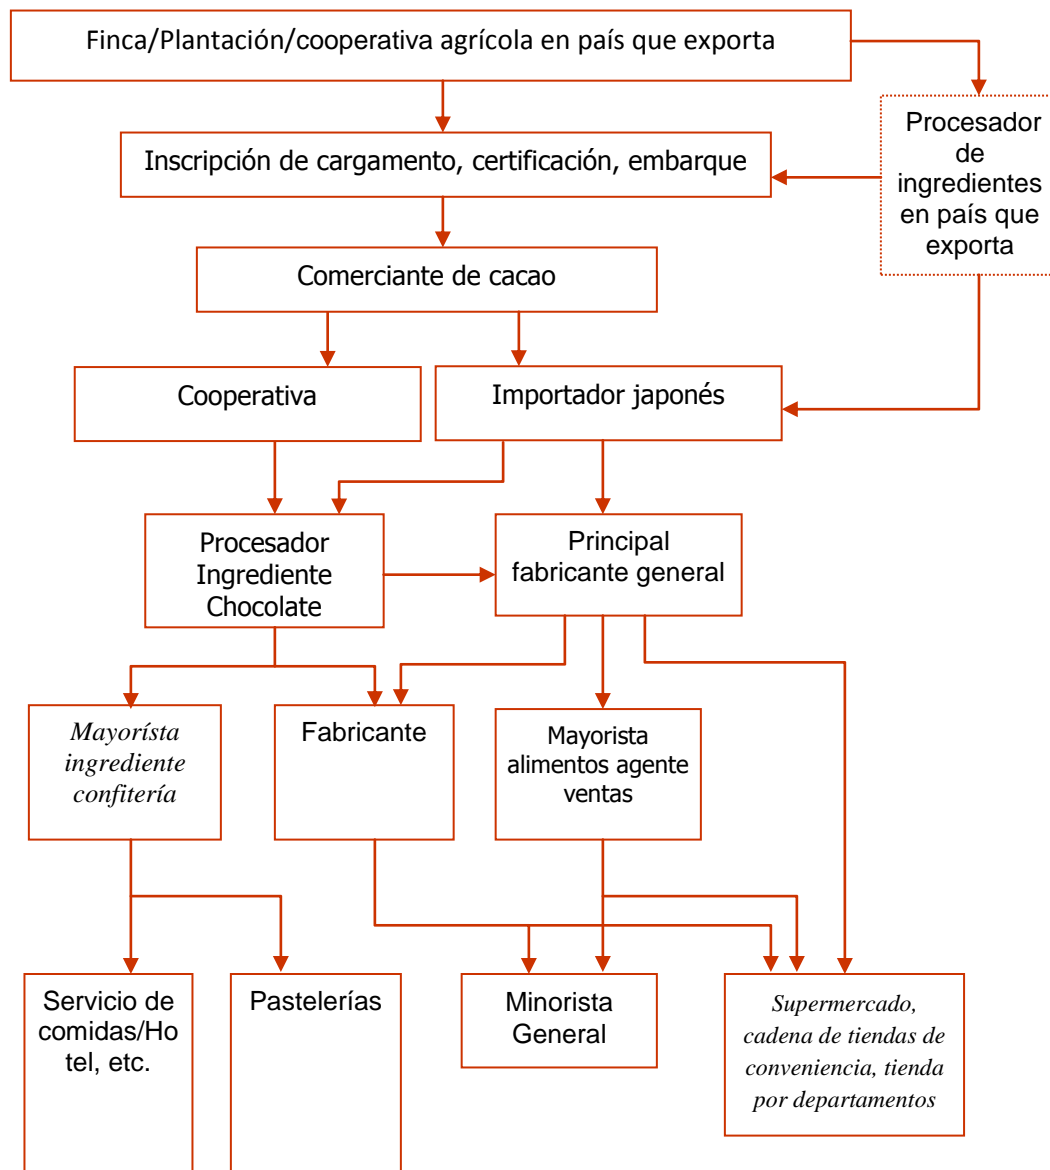 Finca/Plantación/cooperativa agrícola en país que exporta
Procesador
de
ingredientes
en país que
exporta
Inscripción de cargamento, certificación, embarque
Comerciante de cacao
Cooperativa
Importador japonés
Procesador
Ingrediente
Chocolate
Principal
fabricante general
Mayorísta
ingrediente
confitería
Fabricante
Mayorista
alimentos agente
ventas
Servicio de
comidas/Ho
tel, etc.
Pastelerías
Minorista
General
Supermercado,
cadena de tiendas de
conveniencia, tienda
por departamentos